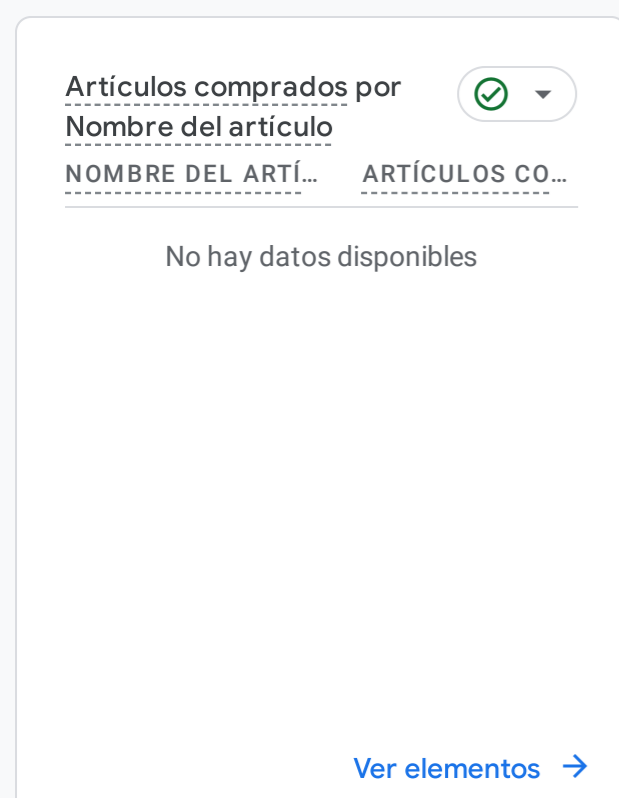 Artículos comprados por
Nombre del artículo
NOMBRE DEL ARTÍ…
ARTÍCULOS CO…
No hay datos disponibles
Ver elementos